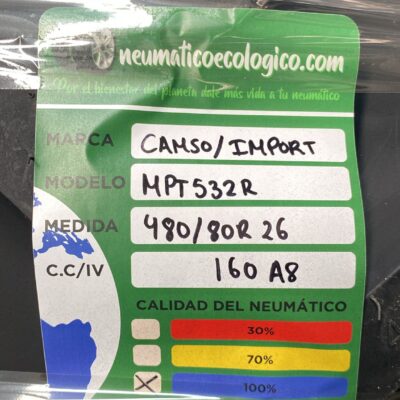 neumaticoecologico.com
Por el bienestar del planeta date más vida a tu neumático
MARCA CAMSO/IMPORT
MODELO MPT532R
MEDIDA 480/80R 26
C.C/IV 160 A8
CALIDAD DEL NEUMÁTICO
30%
70%
X 100%